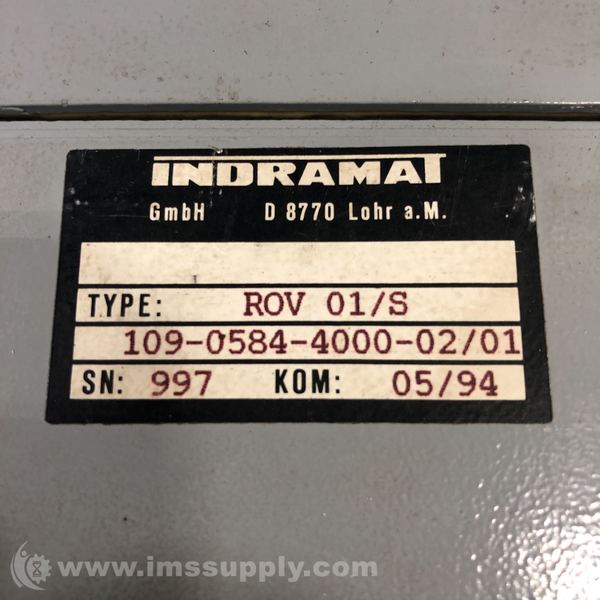 INDRAMAT
GmbH D 8770 Lohr a.M.
TYPE: ROV 01/S
109-0584-4000-02/01
SN: 997 KOM: 05/94
www.imssupply.com